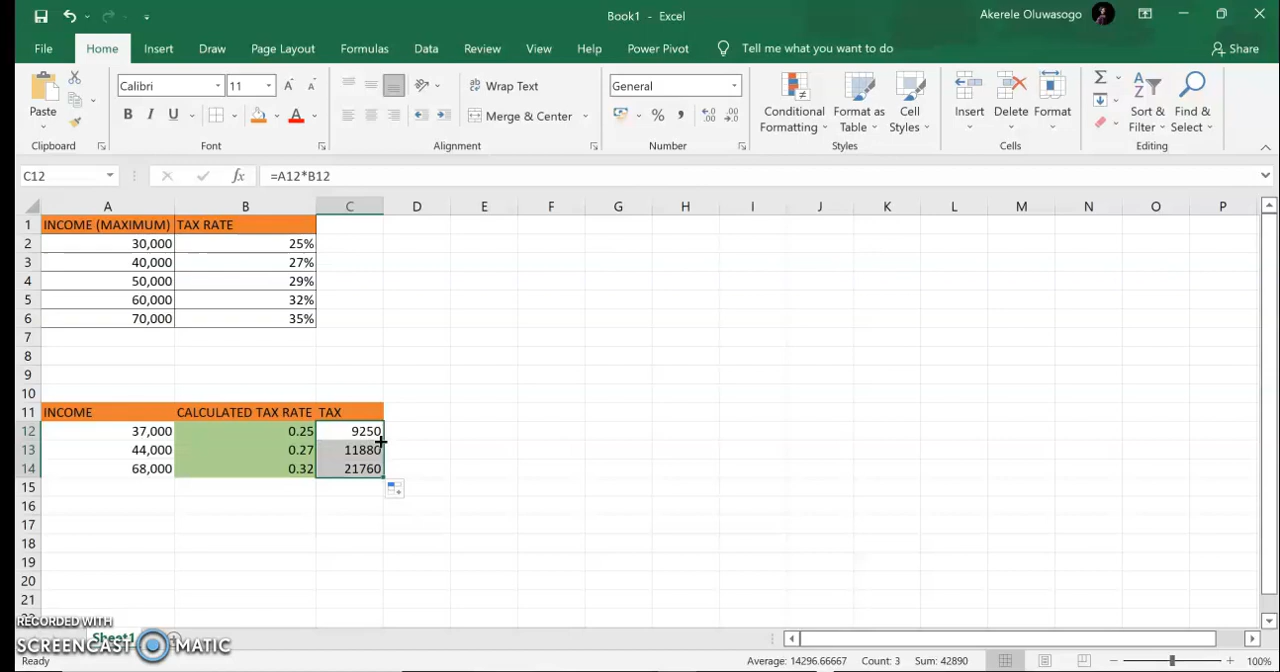 Book1 - Excel
Akerele Oluwasogo
File Home Insert Draw Page Layout Formulas Data Review View Help Power Pivot Tell me what you want to do Share
Paste
Calibri 11
B I U
Wrap Text
Merge & Center
General
%
Conditional Formatting
Format as Table
Cell Styles
Insert
Delete
Format
Sort & Filter
Find & Select
Clipboard Font Alignment Number Styles Cells Editing
C12 fx =A12*B12
A B C D E F G H I J K L M N O P
1 INCOME (MAXIMUM) TAX RATE
2 30,000 25%
3 40,000 27%
4 50,000 29%
5 60,000 32%
6 70,000 35%
7
8
9
10
11 INCOME CALCULATED TAX RATE TAX
12 37,000 0.25 9250
13 44,000 0.27 11880
14 68,000 0.32 21760
15
16
17
18
19
20
21
RECORDED WITH
Sheet1
SCREENCAST MATIC
Ready Average: 14296.66667 Count: 3 Sum: 42890 100%